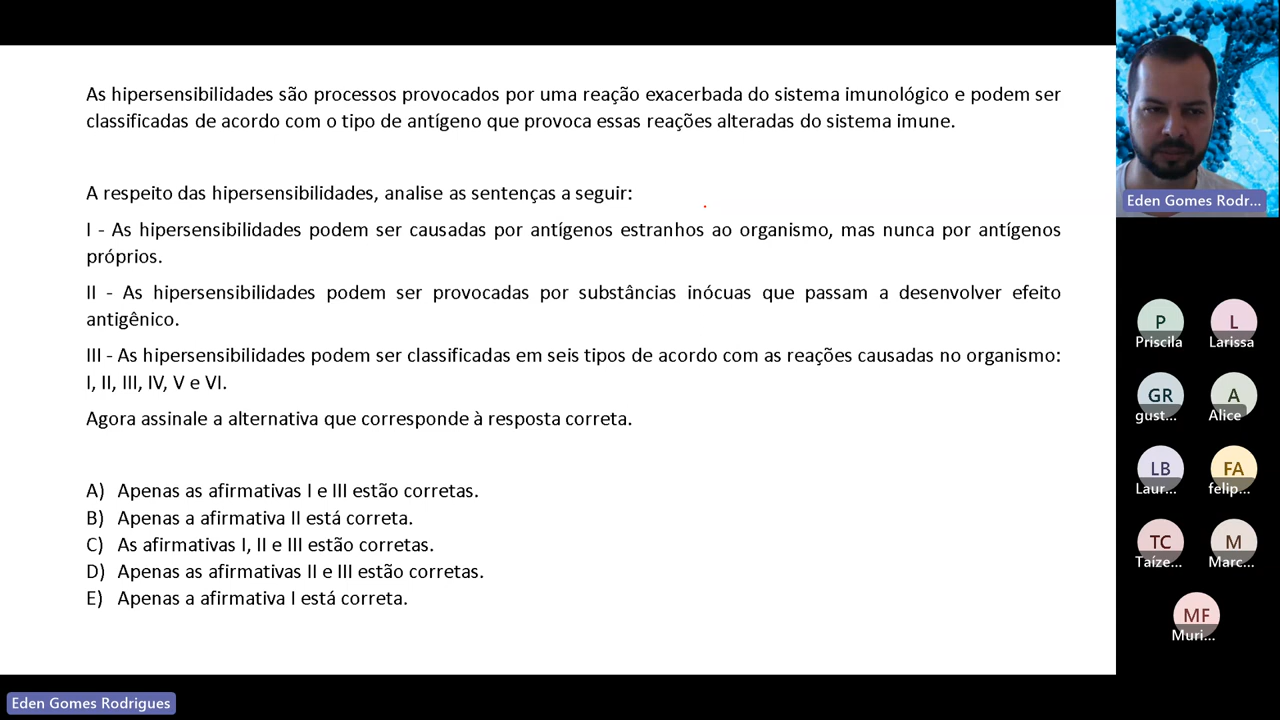 As hipersensibilidades são processos provocados por uma reação exacerbada do sistema imunológico e podem ser
classificadas de acordo com o tipo de antígeno que provoca essas reações alteradas do sistema imune.
A respeito das hipersensibilidades, analise as sentenças a seguir:
I - As hipersensibilidades podem ser causadas por antígenos estranhos ao organismo, mas nunca por antígenos
próprios.
II - As hipersensibilidades podem ser provocadas por substâncias inócuas que passam a desenvolver efeito
antigênico.
III - As hipersensibilidades podem ser classificadas em seis tipos de acordo com as reações causadas no organismo:
I, II, III, IV, V e VI.
Agora assinale a alternativa que corresponde à resposta correta.
A) Apenas as afirmativas I e III estão corretas.
B) Apenas a afirmativa II está correta.
C) As afirmativas I, II e III estão corretas.
D) Apenas as afirmativas II e III estão corretas.
E) Apenas a afirmativa I está correta.
Eden Gomes Rodr...
P L
Priscila Larissa
GR A
gust... Alice
LB FA
Laur... felip...
TC M
Taíze... Marc...
MF
Muri...
Eden Gomes Rodrigues